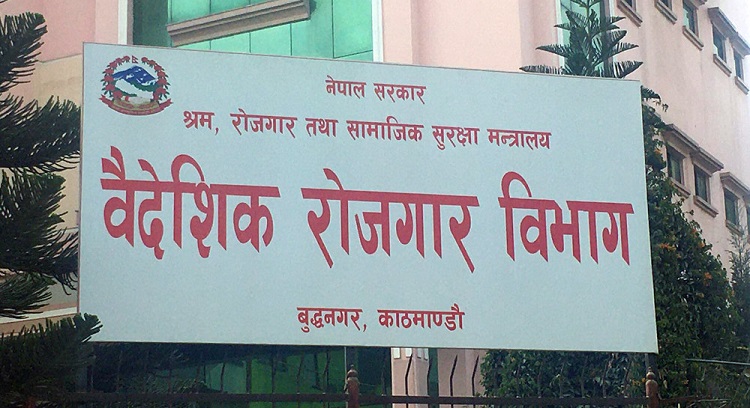 नेपाल सरकार
श्रम, रोजगार तथा सामाजिक सुरक्षा मन्त्रालय
वैदेशिक रोजगार विभाग
बुद्धनगर, काठमाण्डौ